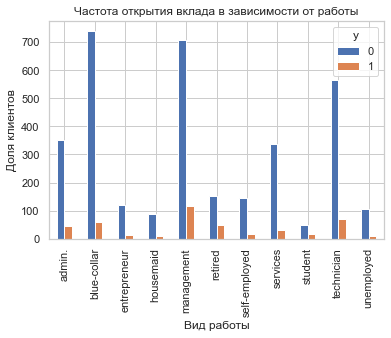 Частота открытия вклада в зависимости от работы
y
0
1
700
600
500
400
300
200
100
0
Доля клиентов
admin.
blue-collar
entrepreneur
housemaid
management
retired
self-employed
services
student
technician
unemployed
Вид работы